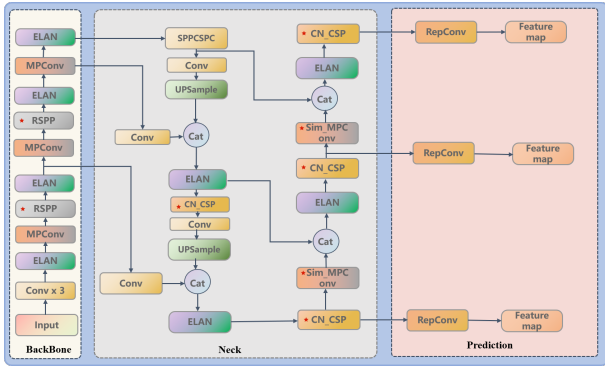 ELAN
MPConv
ELAN
RSPP
MPConv
ELAN
RSPP
MPConv
ELAN
Conv x 3
Input
BackBone
SPPCSPC
Conv
UPSample
Conv
Cat
ELAN
CN_CSP
Conv
UPSample
Conv
Cat
ELAN
CN_CSP
ELAN
Cat
Sim_MPC
onv
CN_CSP
ELAN
Cat
Sim_MPC
onv
CN_CSP
Neck
RepConv
Feature
map
RepConv
Feature
map
RepConv
Feature
map
Prediction